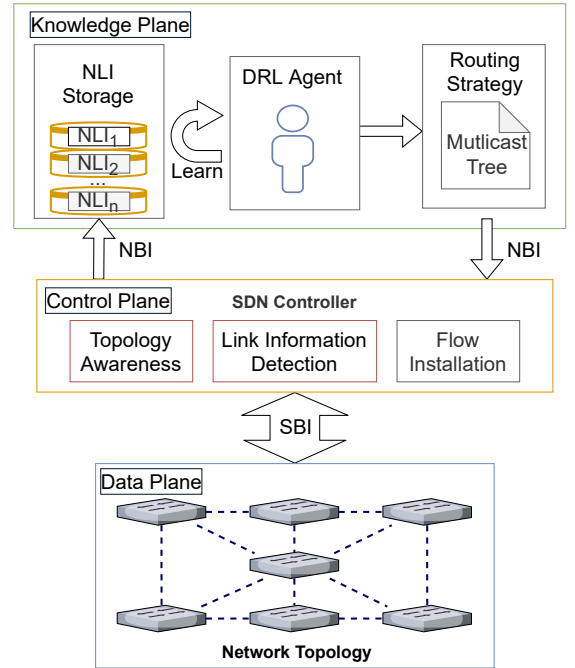 Knowledge Plane
NLI
Storage
NLI1
NLI2
...
NLIn
Learn
DRL Agent
Routing
Strategy
Mutlicast
Tree
NBI
NBI
Control Plane
SDN Controller
Topology
Awareness
Link Information
Detection
Flow
Installation
SBI
Data Plane
Network Topology